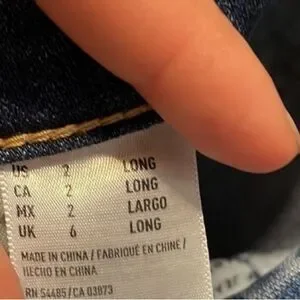 US 2 LONG
CA 2 LONG
MX 2 LARGO
UK 6 LONG
MADE IN CHINA / FABRIQUÉ EN CHINE /
HECHO EN CHINA
RN 54485/CA 03873